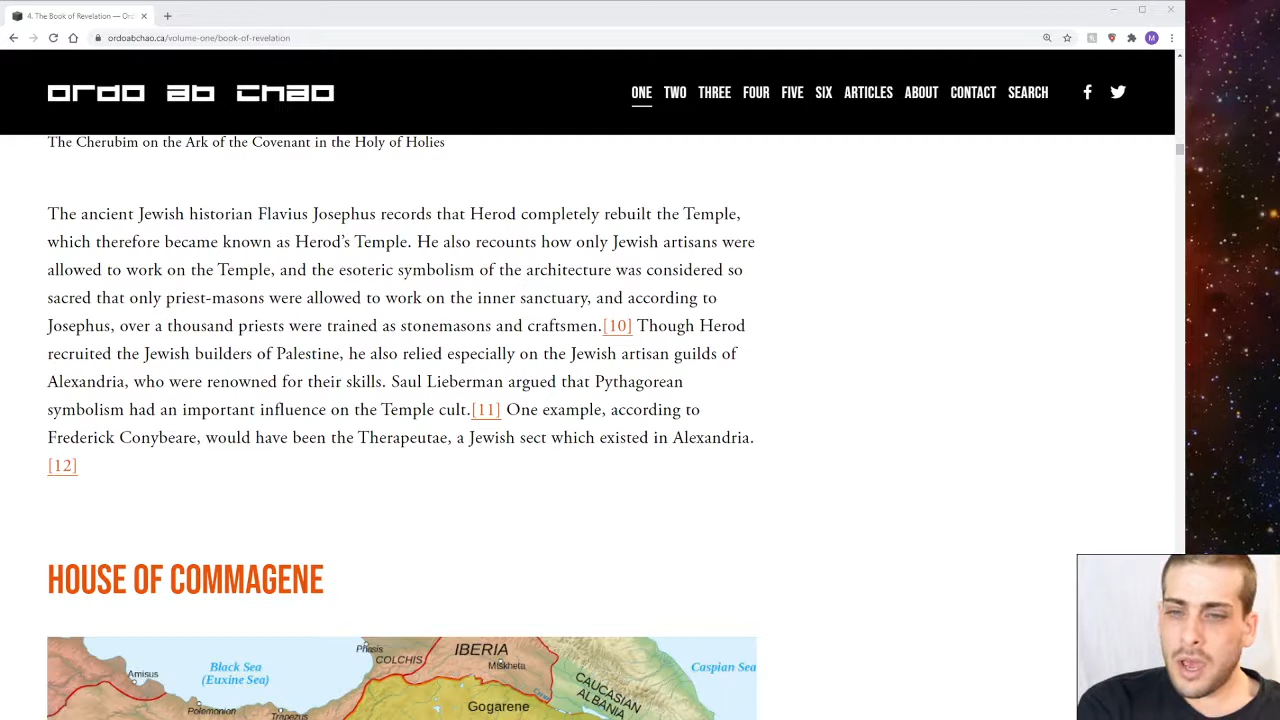 4. The Book of Revelation — Ord
ordoabchao.ca/volume-one/book-of-revelation
M
ordo ab chao
ONE TWO THREE FOUR FIVE SIX ARTICLES ABOUT CONTACT SEARCH
The Cherubim on the Ark of the Covenant in the Holy of Holies
The ancient Jewish historian Flavius Josephus records that Herod completely rebuilt the Temple,
which therefore became known as Herod’s Temple. He also recounts how only Jewish artisans were
allowed to work on the Temple, and the esoteric symbolism of the architecture was considered so
sacred that only priest-masons were allowed to work on the inner sanctuary, and according to
Josephus, over a thousand priests were trained as stonemasons and craftsmen.[10] Though Herod
recruited the Jewish builders of Palestine, he also relied especially on the Jewish artisan guilds of
Alexandria, who were renowned for their skills. Saul Lieberman argued that Pythagorean
symbolism had an important influence on the Temple cult.[11] One example, according to
Frederick Conybeare, would have been the Therapeutae, a Jewish sect which existed in Alexandria.
[12]
HOUSE OF COMMAGENE
IBERIA
Phasis
COLCHIS
Miskheta
Black Sea
(Euxine Sea)
Caspian Sea
Amisus
CAUCASIAN
ALBANIA
Polemonion
Trapezus
Gogarene